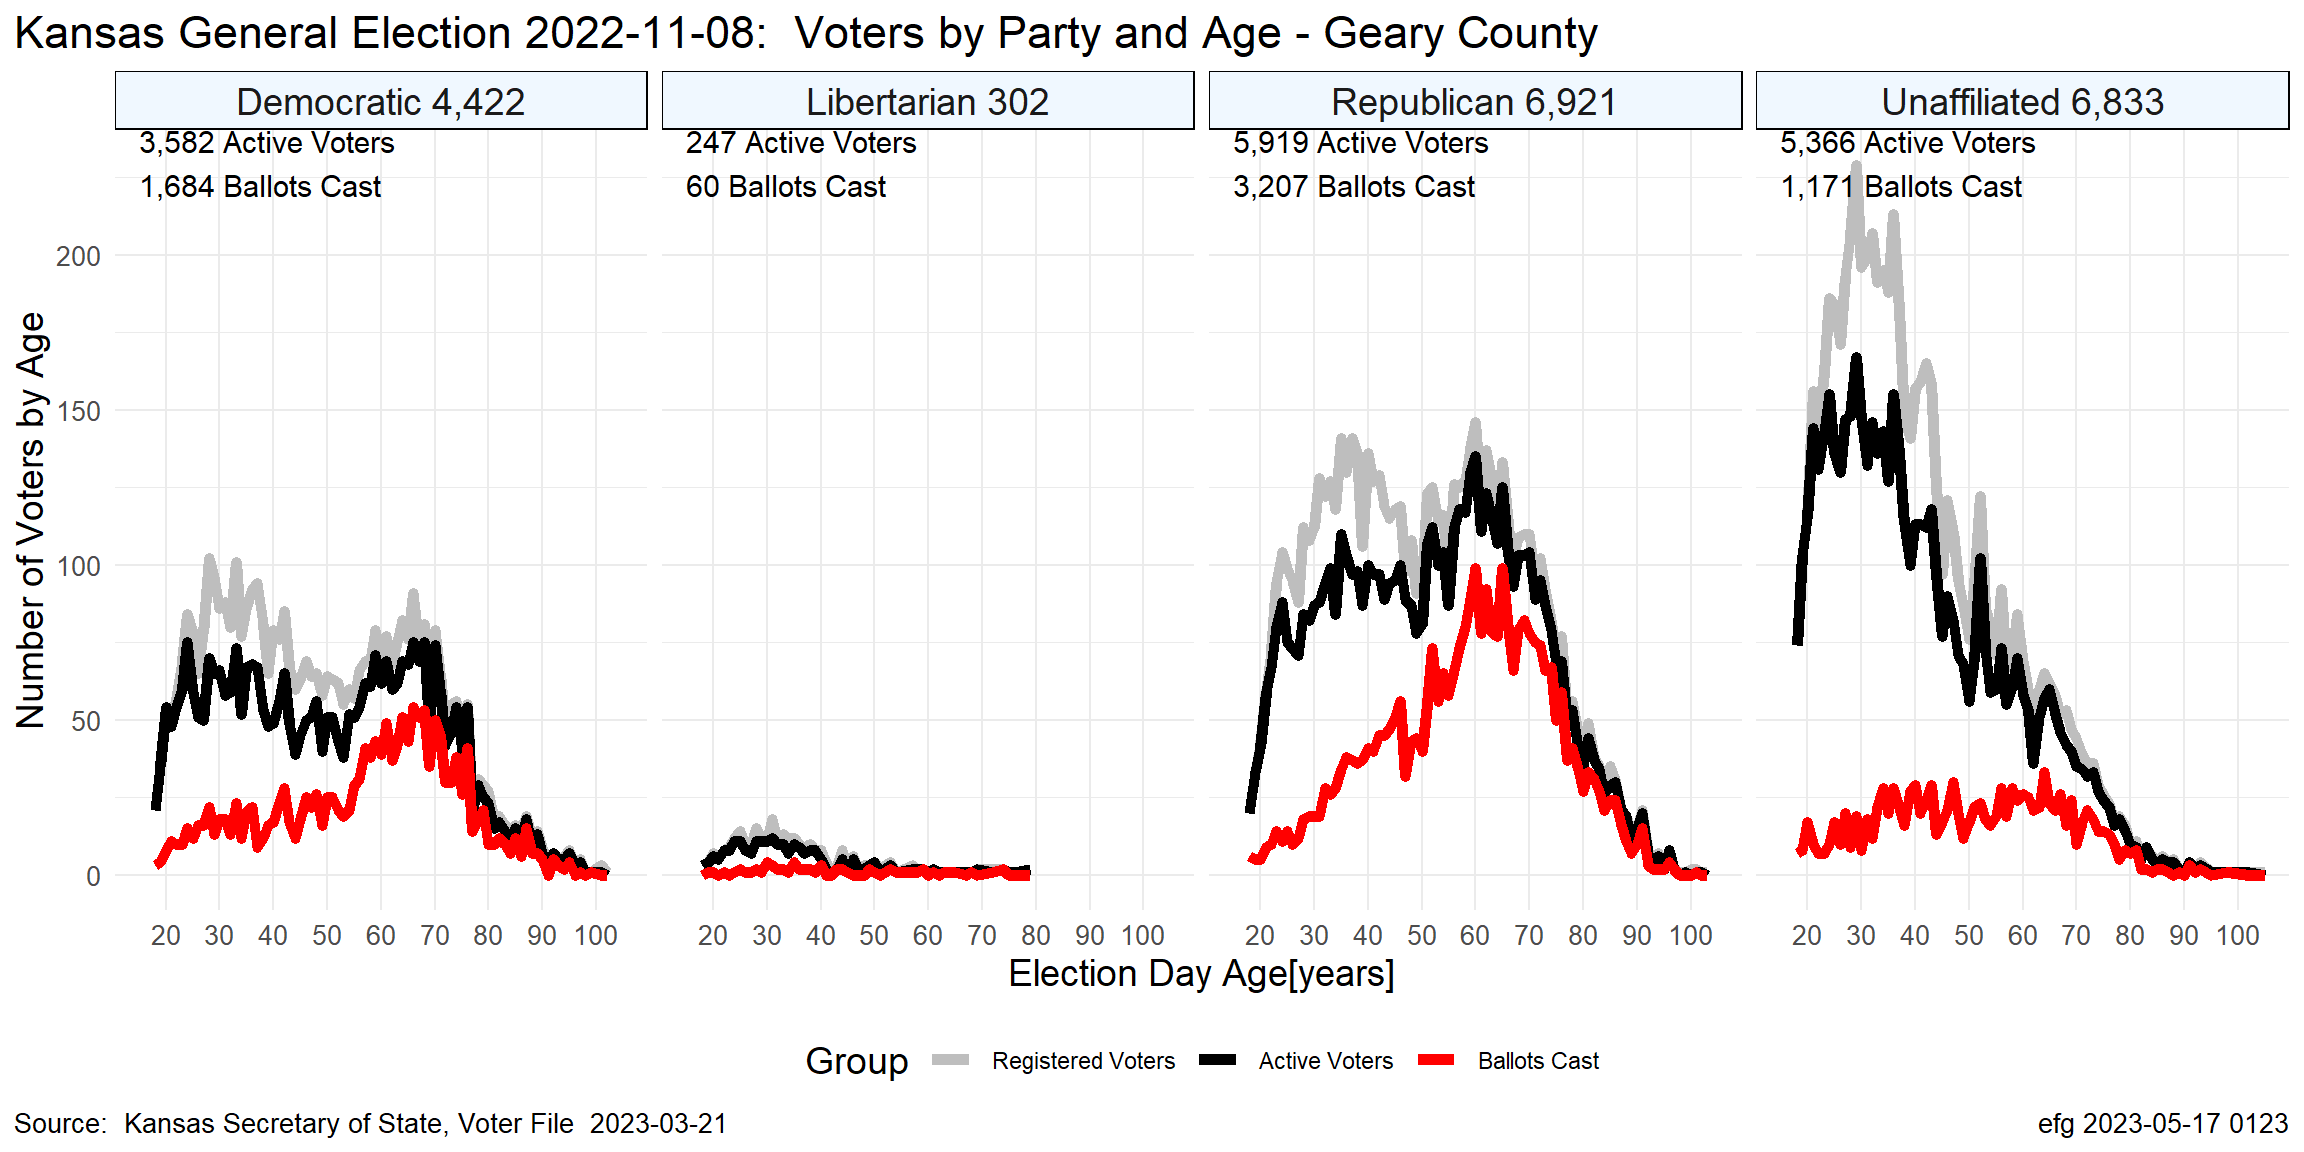 Kansas General Election 2022-11-08:  Voters by Party and Age - Geary County
Democratic 4,422
Libertarian 302
Republican 6,921
Unaffiliated 6,833
3,582 Active Voters
1,684 Ballots Cast
247 Active Voters
60 Ballots Cast
5,919 Active Voters
3,207 Ballots Cast
5,366 Active Voters
1,171 Ballots Cast
Number of Voters by Age
200
150
100
50
0
20 30 40 50 60 70 80 90 100
20 30 40 50 60 70 80 90 100
20 30 40 50 60 70 80 90 100
20 30 40 50 60 70 80 90 100
Election Day Age[years]
Group Registered Voters Active Voters Ballots Cast
Source:  Kansas Secretary of State, Voter File  2023-03-21
efg 2023-05-17 0123